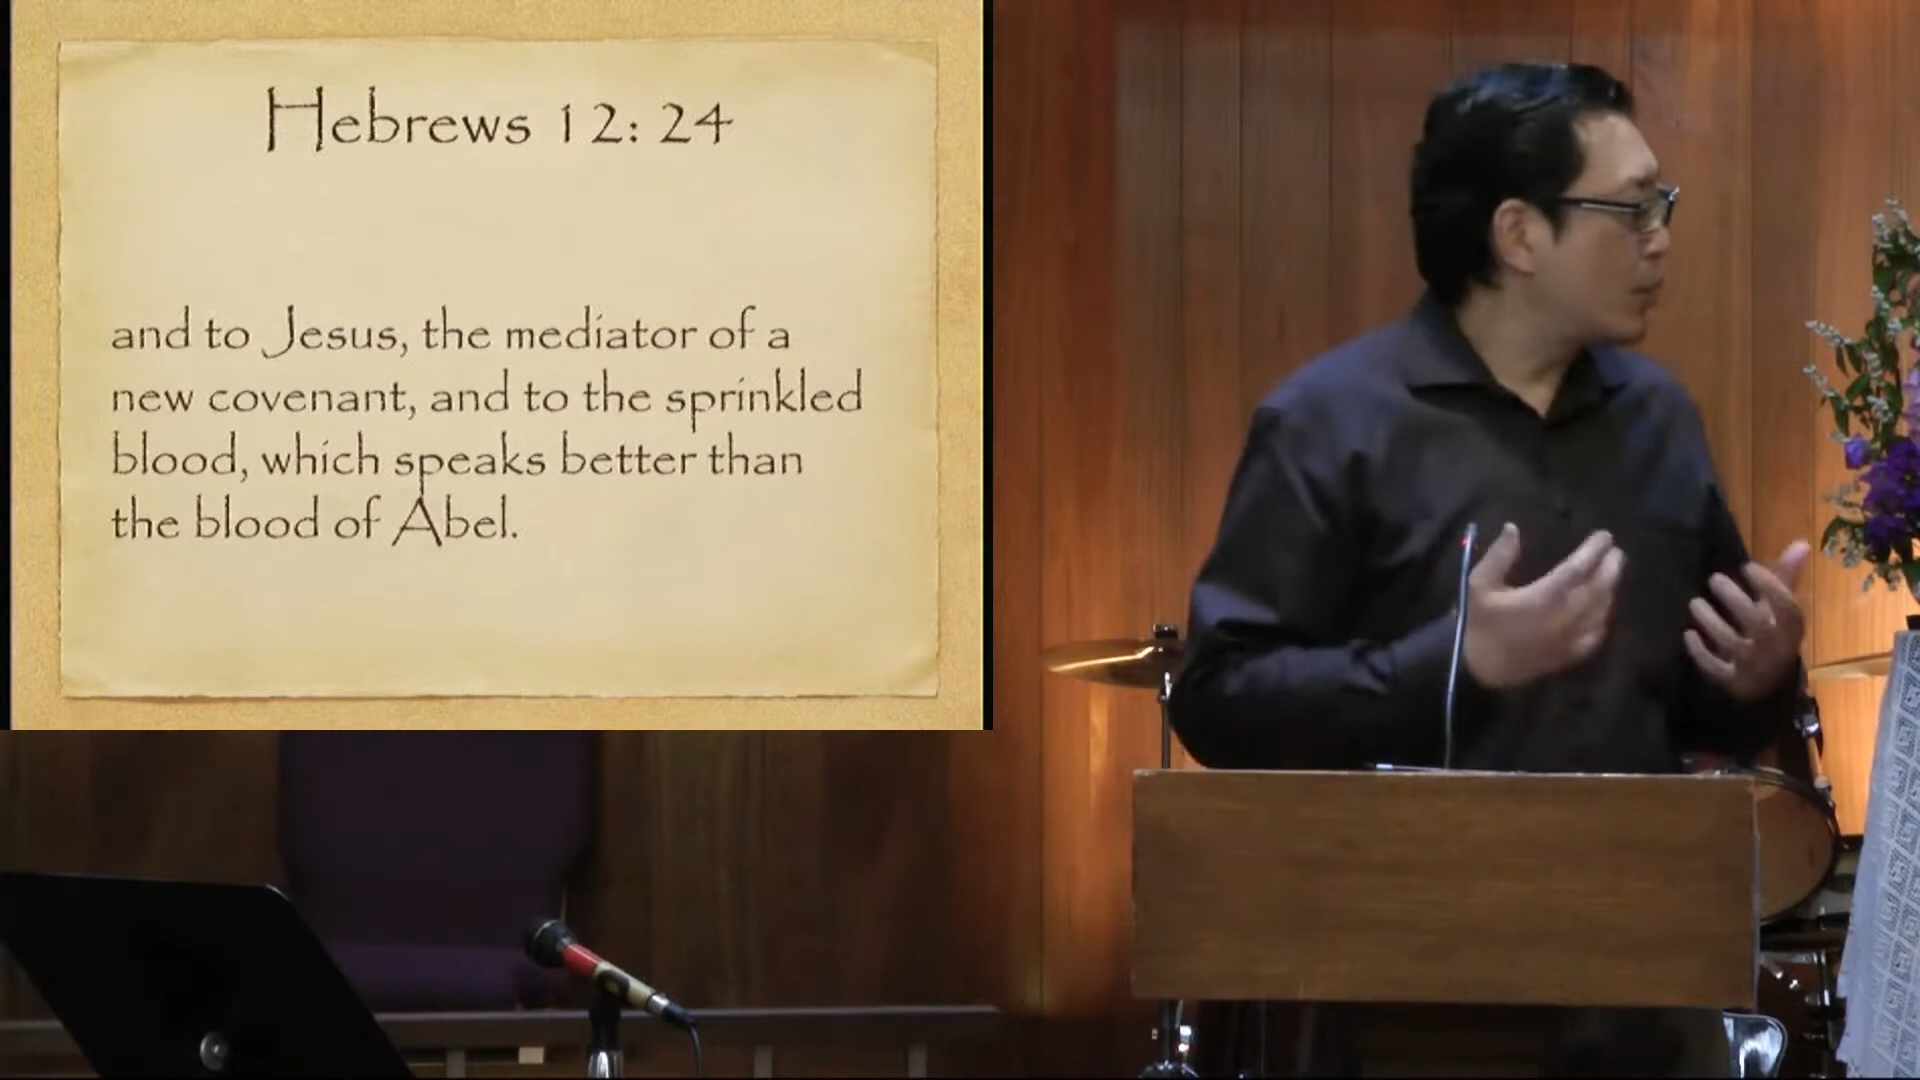 Hebrews 12: 24
and to Jesus, the mediator of a
new covenant, and to the sprinkled
blood, which speaks better than
the blood of Abel.